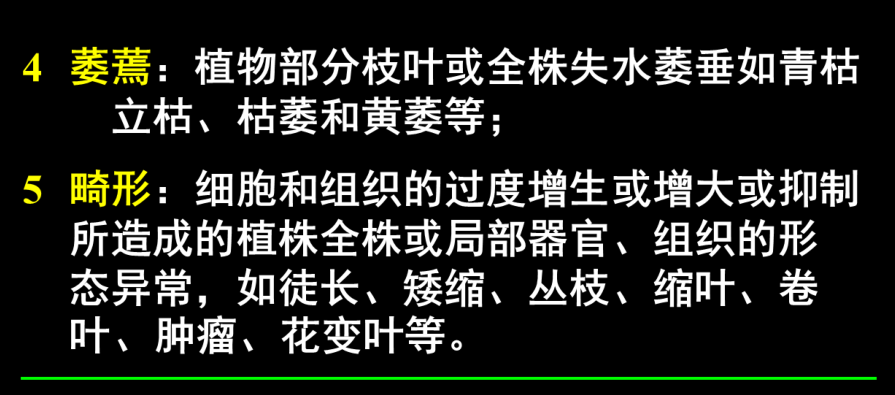 4 萎蔫：植物部分枝叶或全株失水萎垂如青枯
立枯、枯萎和黄萎等；
5 畸形：细胞和组织的过度增生或增大或抑制
所造成的植株全株或局部器官、组织的形
态异常，如徒长、矮缩、丛枝、缩叶、卷
叶、肿瘤、花变叶等。